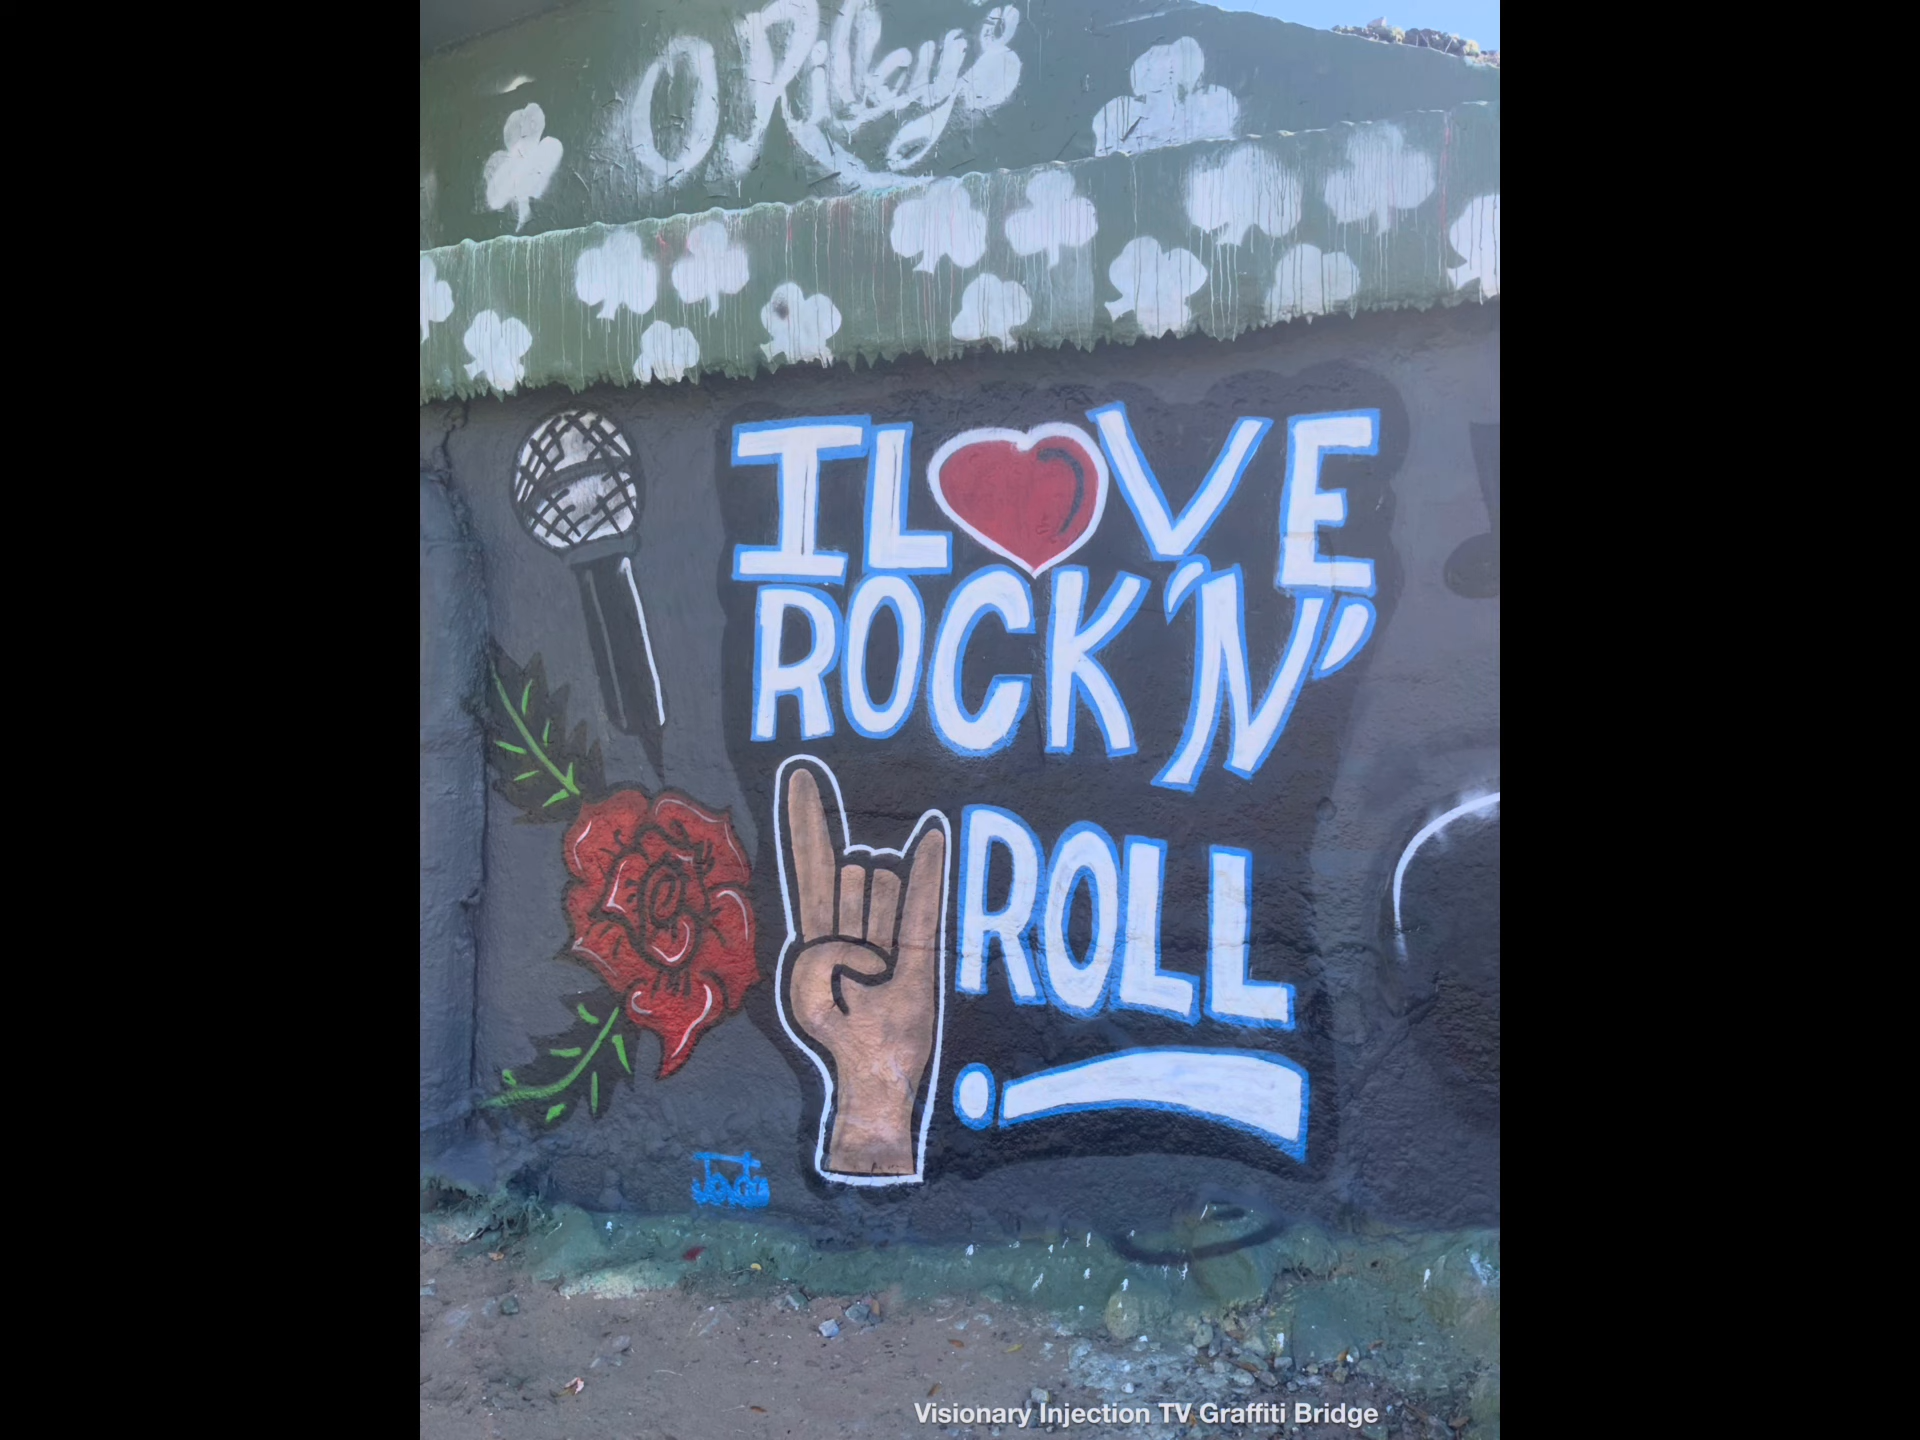 O'Rileys
I LOVE
ROCK 'N'
ROLL
!
Visionary Injection TV Graffiti Bridge